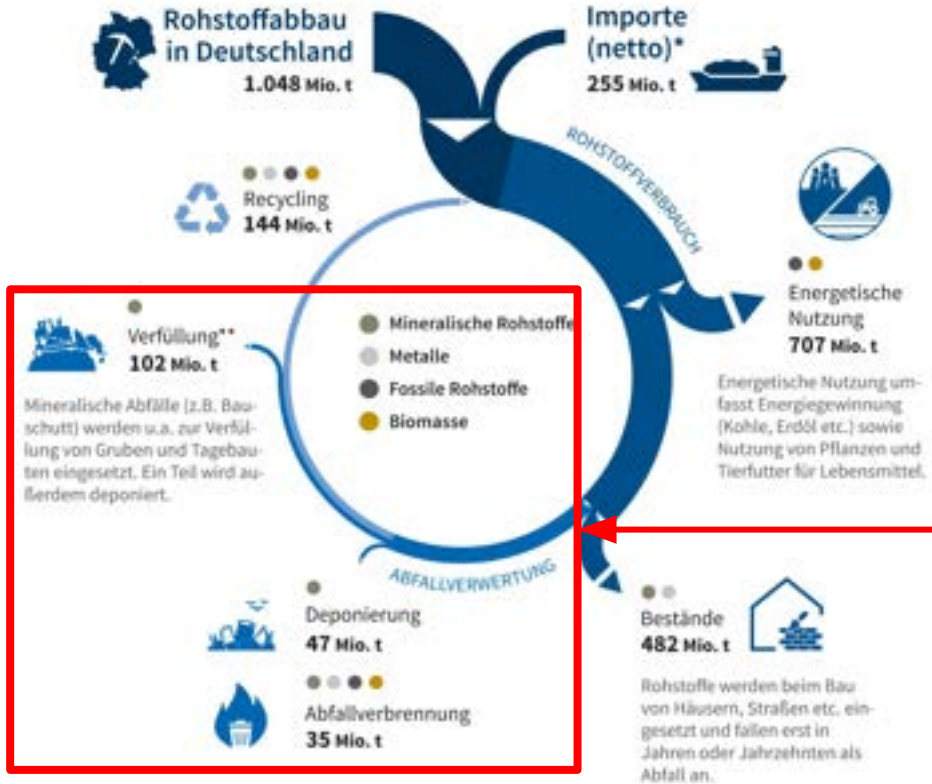 Rohstoffabbau
in Deutschland
1.048 Mio. t
Importe
(netto)*
255 Mio. t
ROHSTOFFVERBRAUCH
Recycling
144 Mio. t
Energetische
Nutzung
707 Mio. t
Energetische Nutzung um-
fasst Energiegewinnung
(Kohle, Erdöl etc.) sowie
Nutzung von Pflanzen und
Tierfutter für Lebensmittel.
Verfüllung**
102 Mio. t
Mineralische Abfälle (z.B. Bau-
schutt) werden u.a. zur Verfül-
lung von Gruben und Tagebau-
ten eingesetzt. Ein Teil wird au-
ßerdem deponiert.
Mineralische Rohstoffe
Metalle
Fossile Rohstoffe
Biomasse
ABFALLVERWERTUNG
Deponierung
47 Mio. t
Abfallverbrennung
35 Mio. t
Bestände
482 Mio. t
Rohstoffe werden beim Bau
von Häusern, Straßen etc. ein-
gesetzt und fallen erst in
Jahren oder Jahrzehnten als
Abfall an.